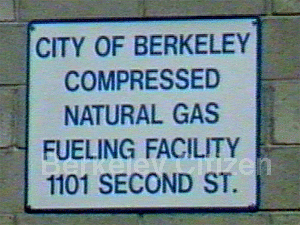 CITY OF BERKELEY
COMPRESSED
NATURAL GAS
FUELING FACILITY
Berkeley Citizen
1101 SECOND ST.